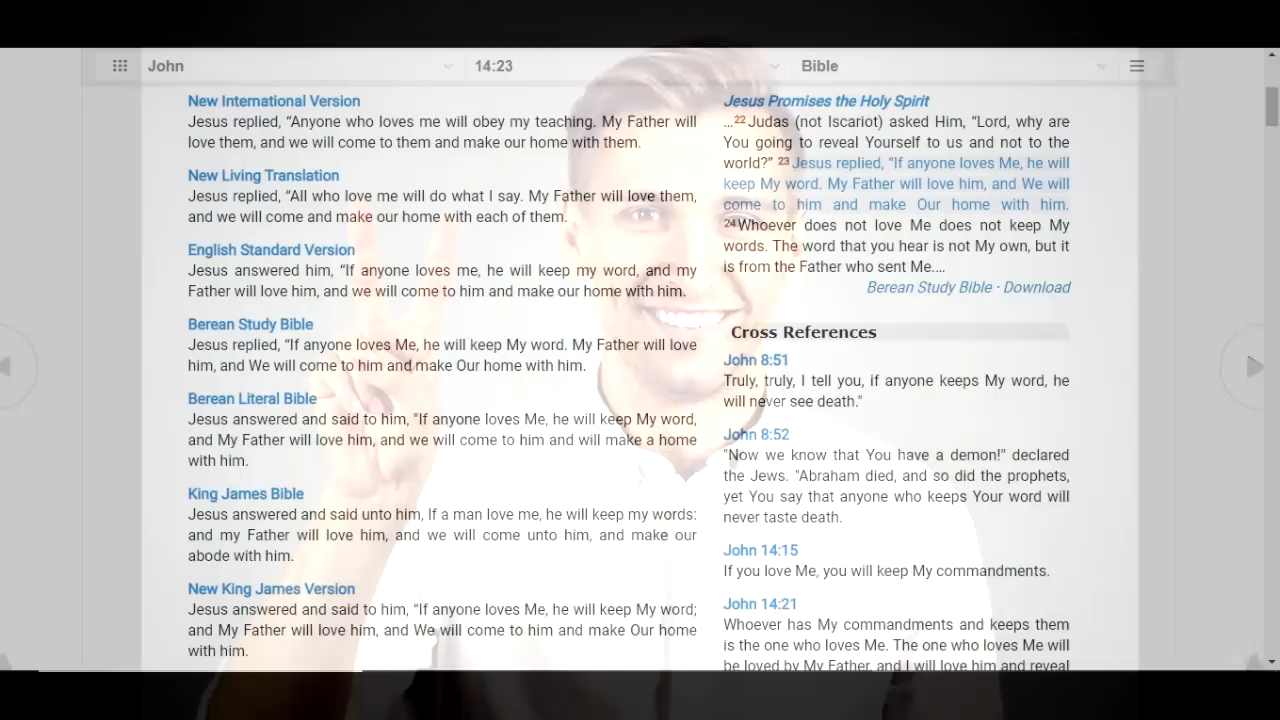 John 14:23 Bible
New International Version
Jesus replied, “Anyone who loves me will obey my teaching. My Father will
love them, and we will come to them and make our home with them.
New Living Translation
Jesus replied, “All who love me will do what I say. My Father will love them,
and we will come and make our home with each of them.
English Standard Version
Jesus answered him, “If anyone loves me, he will keep my word, and my
Father will love him, and we will come to him and make our home with him.
Berean Study Bible
Jesus replied, “If anyone loves Me, he will keep My word. My Father will love
him, and We will come to him and make Our home with him.
Berean Literal Bible
Jesus answered and said to him, "If anyone loves Me, he will keep My word,
and My Father will love him, and we will come to him and will make a home
with him.
King James Bible
Jesus answered and said unto him, If a man love me, he will keep my words:
and my Father will love him, and we will come unto him, and make our
abode with him.
New King James Version
Jesus answered and said to him, “If anyone loves Me, he will keep My word;
and My Father will love him, and We will come to him and make Our home
with him.
Jesus Promises the Holy Spirit
…22 Judas (not Iscariot) asked Him, “Lord, why are
You going to reveal Yourself to us and not to the
world?” 23 Jesus replied, “If anyone loves Me, he will
keep My word. My Father will love him, and We will
come to him and make Our home with him.
24 Whoever does not love Me does not keep My
words. The word that you hear is not My own, but it
is from the Father who sent Me.…
Berean Study Bible · Download
Cross References
John 8:51
Truly, truly, I tell you, if anyone keeps My word, he
will never see death."
John 8:52
"Now we know that You have a demon!" declared
the Jews. "Abraham died, and so did the prophets,
yet You say that anyone who keeps Your word will
never taste death.
John 14:15
If you love Me, you will keep My commandments.
John 14:21
Whoever has My commandments and keeps them
is the one who loves Me. The one who loves Me will
be loved by My Father, and I will love him and reveal